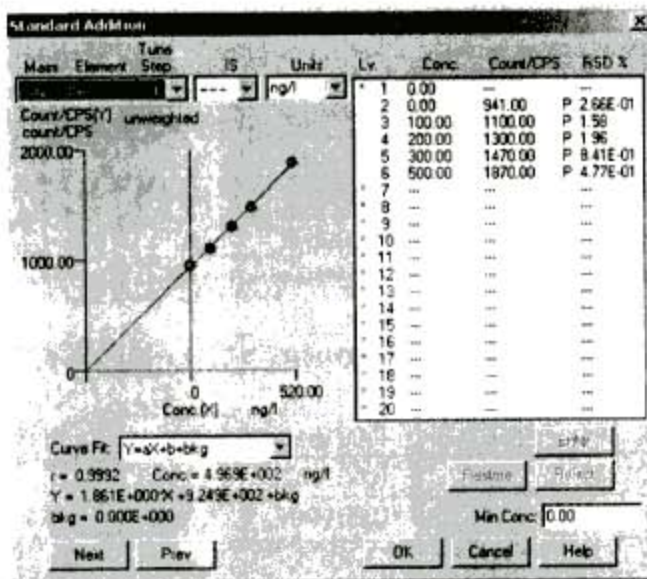 Standard Addition
Tune
Mass Element Step IS Units
--- ng/l
Count/CPS[Y] unweighted
count/CPS
2000.00
1000.00
0
0 520.00
Conc.[X] ng/l
Lv. Conc. Count/CPS RSD %
* 1 0.00 --- ---
2 0.00 941.00 P 2.66E-01
3 100.00 1100.00 P 1.58
4 200.00 1300.00 P 1.96
5 300.00 1470.00 P 8.41E-01
6 500.00 1870.00 P 4.77E-01
* 7 --- --- ---
* 8 --- --- ---
* 9 --- --- ---
* 10 --- --- ---
* 11 --- --- ---
* 12 --- --- ---
* 13 --- --- ---
* 14 --- --- ---
* 15 --- --- ---
* 16 --- --- ---
* 17 --- --- ---
* 18 --- --- ---
* 19 --- --- ---
* 20 --- --- ---
Curve Fit: Y=aX+b+bkg
r = 0.9992 Conc = 4.969E+002 ng/l
Y = 1.861E+000*X +9.249E+002 +bkg
bkg = 0.000E+000
Reject
Min Conc: 0.00
Next Prev OK Cancel Help